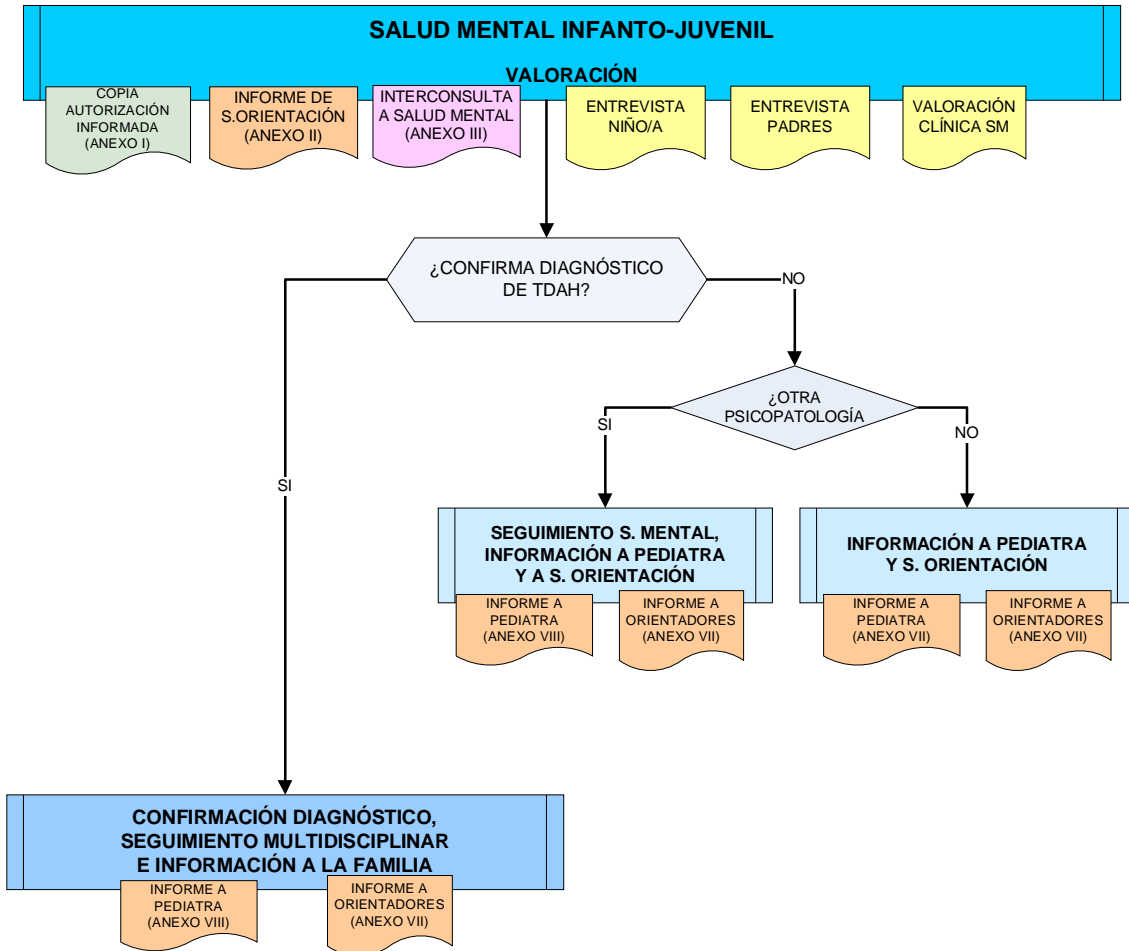 SALUD MENTAL INFANTO-JUVENIL
VALORACIÓN
COPIA
AUTORIZACIÓN
INFORMADA
(ANEXO I)
INFORME DE
S.ORIENTACIÓN
(ANEXO II)
INTERCONSULTA
A SALUD MENTAL
(ANEXO III)
ENTREVISTA
NIÑO/A
ENTREVISTA
PADRES
VALORACIÓN
CLÍNICA SM
¿CONFIRMA DIAGNÓSTICO
DE TDAH?
NO
¿OTRA
PSICOPATOLOGÍA
SI
NO
SI
SEGUIMIENTO S. MENTAL,
INFORMACIÓN A PEDIATRA
Y A S. ORIENTACIÓN
INFORME A
PEDIATRA
(ANEXO VIII)
INFORME A
ORIENTADORES
(ANEXO VII)
INFORMACIÓN A PEDIATRA
Y S. ORIENTACIÓN
INFORME A
PEDIATRA
(ANEXO VII)
INFORME A
ORIENTADORES
(ANEXO VII)
CONFIRMACIÓN DIAGNÓSTICO,
SEGUIMIENTO MULTIDISCIPLINAR
E INFORMACIÓN A LA FAMILIA
INFORME A
PEDIATRA
(ANEXO VIII)
INFORME A
ORIENTADORES
(ANEXO VII)